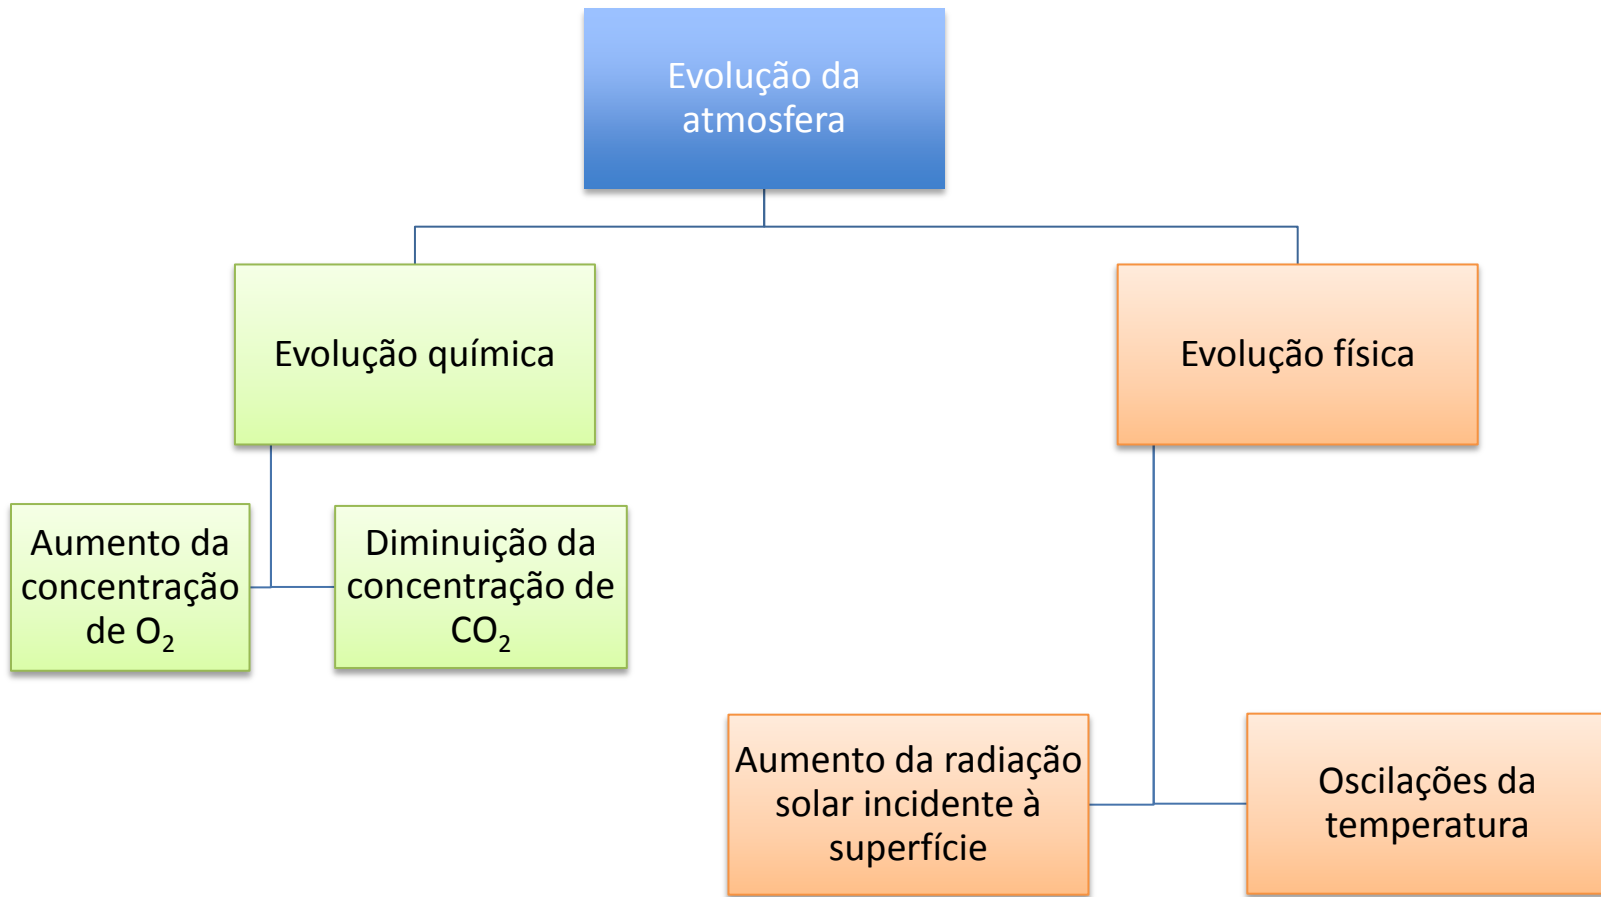 Evolução da
atmosfera
Evolução química
Evolução física
Aumento da
concentração
de O₂
Diminuição da
concentração de
CO₂
Aumento da radiação
solar incidente à
superfície
Oscilações da
temperatura